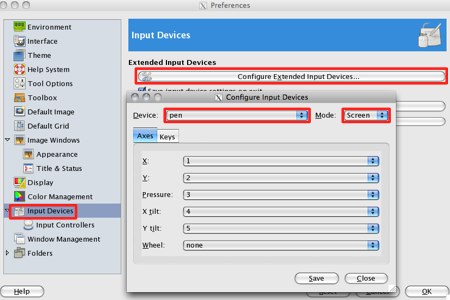 Preferences
Environment
Interface
Theme
Help System
Tool Options
Toolbox
Default Image
Default Grid
Image Windows
Appearance
Title & Status
Display
Color Management
Input Devices
Input Controllers
Window Management
Folders
Input Devices
Extended Input Devices
Configure Extended Input Devices...
Save input device settings on exit
Configure Input Devices
Device: pen Mode: Screen
Axes Keys
X: 1
Y: 2
Pressure: 3
X tilt: 4
Y tilt: 5
Wheel: none
Save Close
Help OK